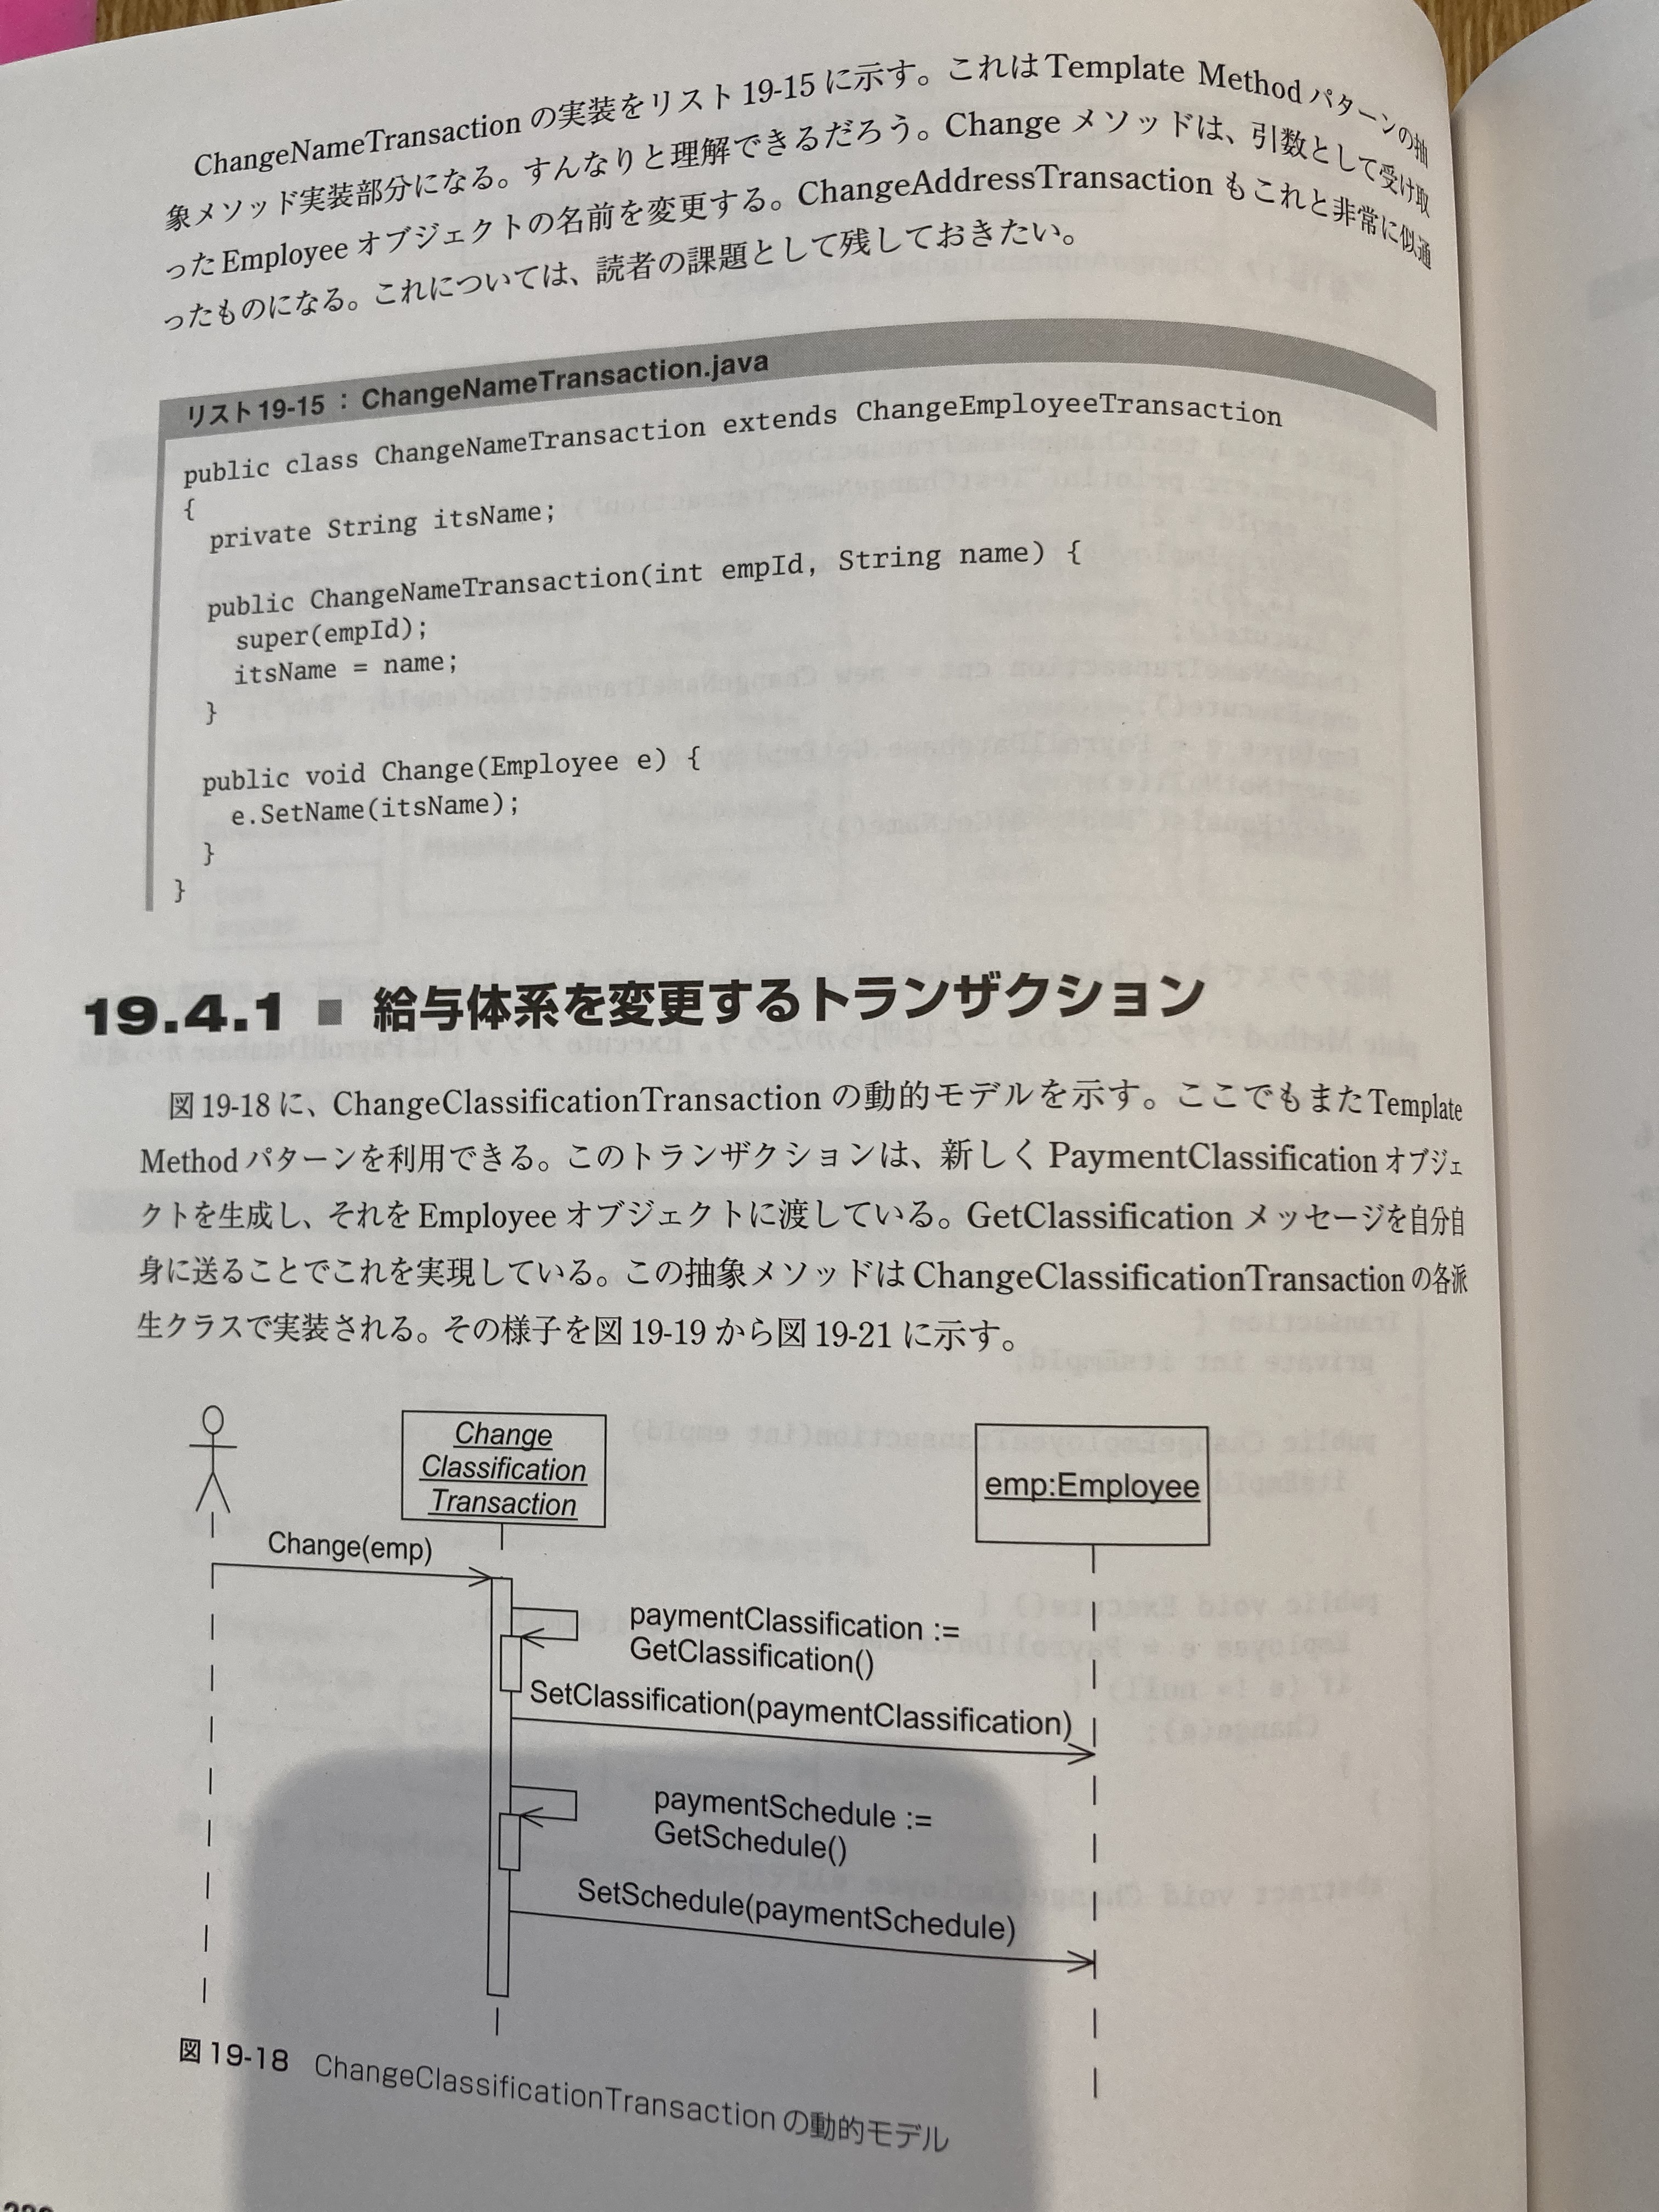 ChangeNameTransaction の実装をリスト 19-15 に示す。これは Template Method パターンの抽
象メソッド実装部分になる。すんなりと理解できるだろう。Change メソッドは、引数として受け取
った Employee オブジェクトの名前を変更する。ChangeAddressTransaction もこれと非常に似通
ったものになる。これについては、読者の課題として残しておきたい。
リスト 19-15 : ChangeNameTransaction.java
public class ChangeNameTransaction extends ChangeEmployeeTransaction
{
  private String itsName;
  public ChangeNameTransaction(int empId, String name) {
    super(empId);
    itsName = name;
  }
  public void Change(Employee e) {
    e.SetName(itsName);
  }
}
19.4.1 ■ 給与体系を変更するトランザクション
図 19-18 に、ChangeClassificationTransaction の動的モデルを示す。ここでもまた Template
Method パターンを利用できる。このトランザクションは、新しく PaymentClassification オブジェ
クトを生成し、それを Employee オブジェクトに渡している。GetClassification メッセージを自分自
身に送ることでこれを実現している。この抽象メソッドは ChangeClassificationTransaction の各派
生クラスで実装される。その様子を図 19-19 から図 19-21 に示す。
Change
Classification
Transaction
emp:Employee
Change(emp)
paymentClassification :=
GetClassification()
SetClassification(paymentClassification)
paymentSchedule :=
GetSchedule()
SetSchedule(paymentSchedule)
図 19-18 ChangeClassificationTransaction の動的モデル